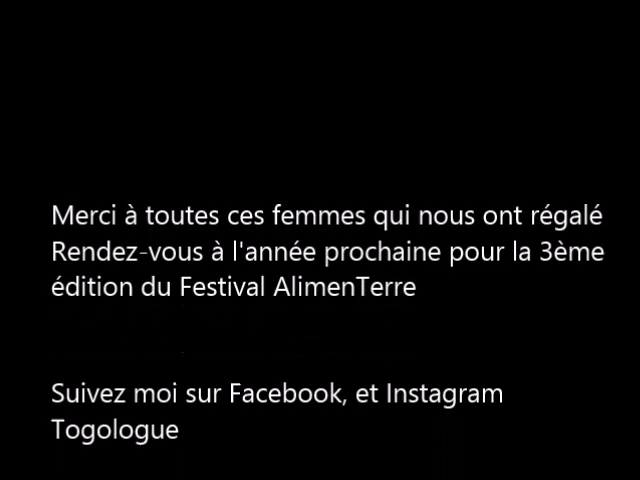 Merci à toutes ces femmes qui nous ont régalé
Rendez-vous à l'année prochaine pour la 3ème
édition du Festival AlimenTerre
Suivez moi sur Facebook, et Instagram
Togologue